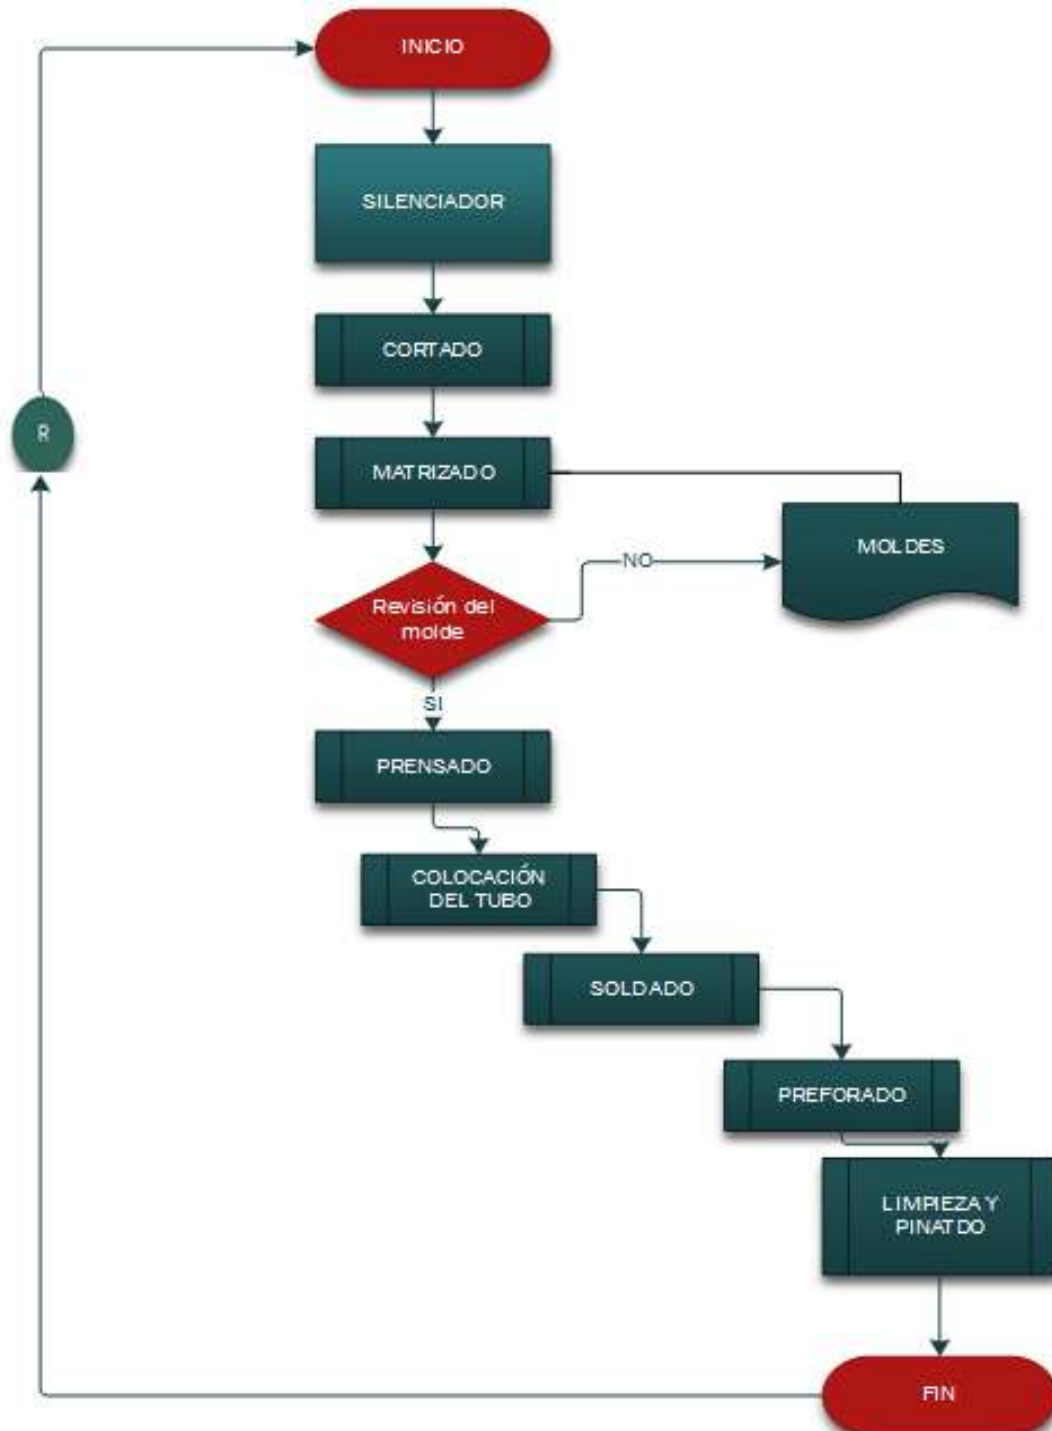 INICIO
SILENCIADOR
CORTADO
R
MATRIZADO
MOLDES
NO
Revisión del
molde
SI
PRENSADO
COLOCACIÓN
DEL TUBO
SOLDADO
PREFORADO
LIMPIEZA Y
PINATDO
FIN